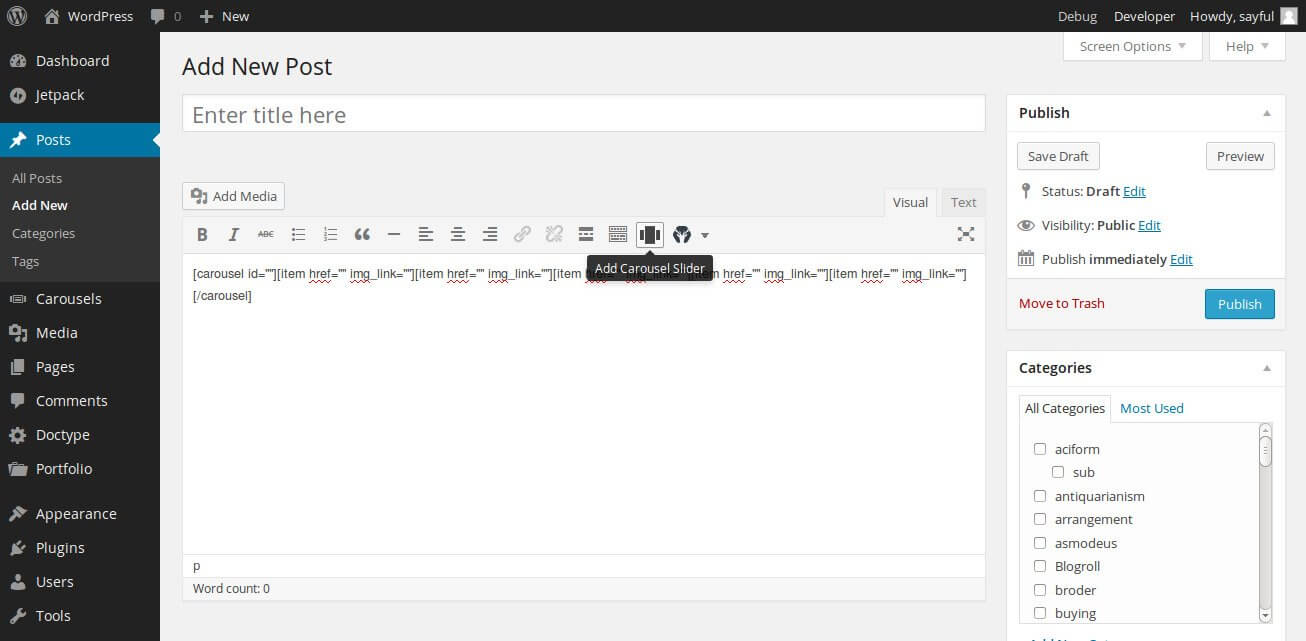 WordPress 0 New Debug Developer Howdy, sayful
Screen Options Help
Dashboard
Jetpack
Posts
All Posts
Add New
Categories
Tags
Carousels
Media
Pages
Comments
Doctype
Portfolio
Appearance
Plugins
Users
Tools
Add New Post
Enter title here
Add Media
Visual Text
B I ABC
Add Carousel Slider
[carousel id=""][item href="" img_link=""][item href="" img_link=""][item href="" img_link=""][item href="" img_link=""][item href="" img_link=""]
[/carousel]
p
Word count: 0
Publish
Save Draft Preview
Status: Draft Edit
Visibility: Public Edit
Publish immediately Edit
Move to Trash Publish
Categories
All Categories Most Used
aciform
sub
antiquarianism
arrangement
asmodeus
Blogroll
broder
buying